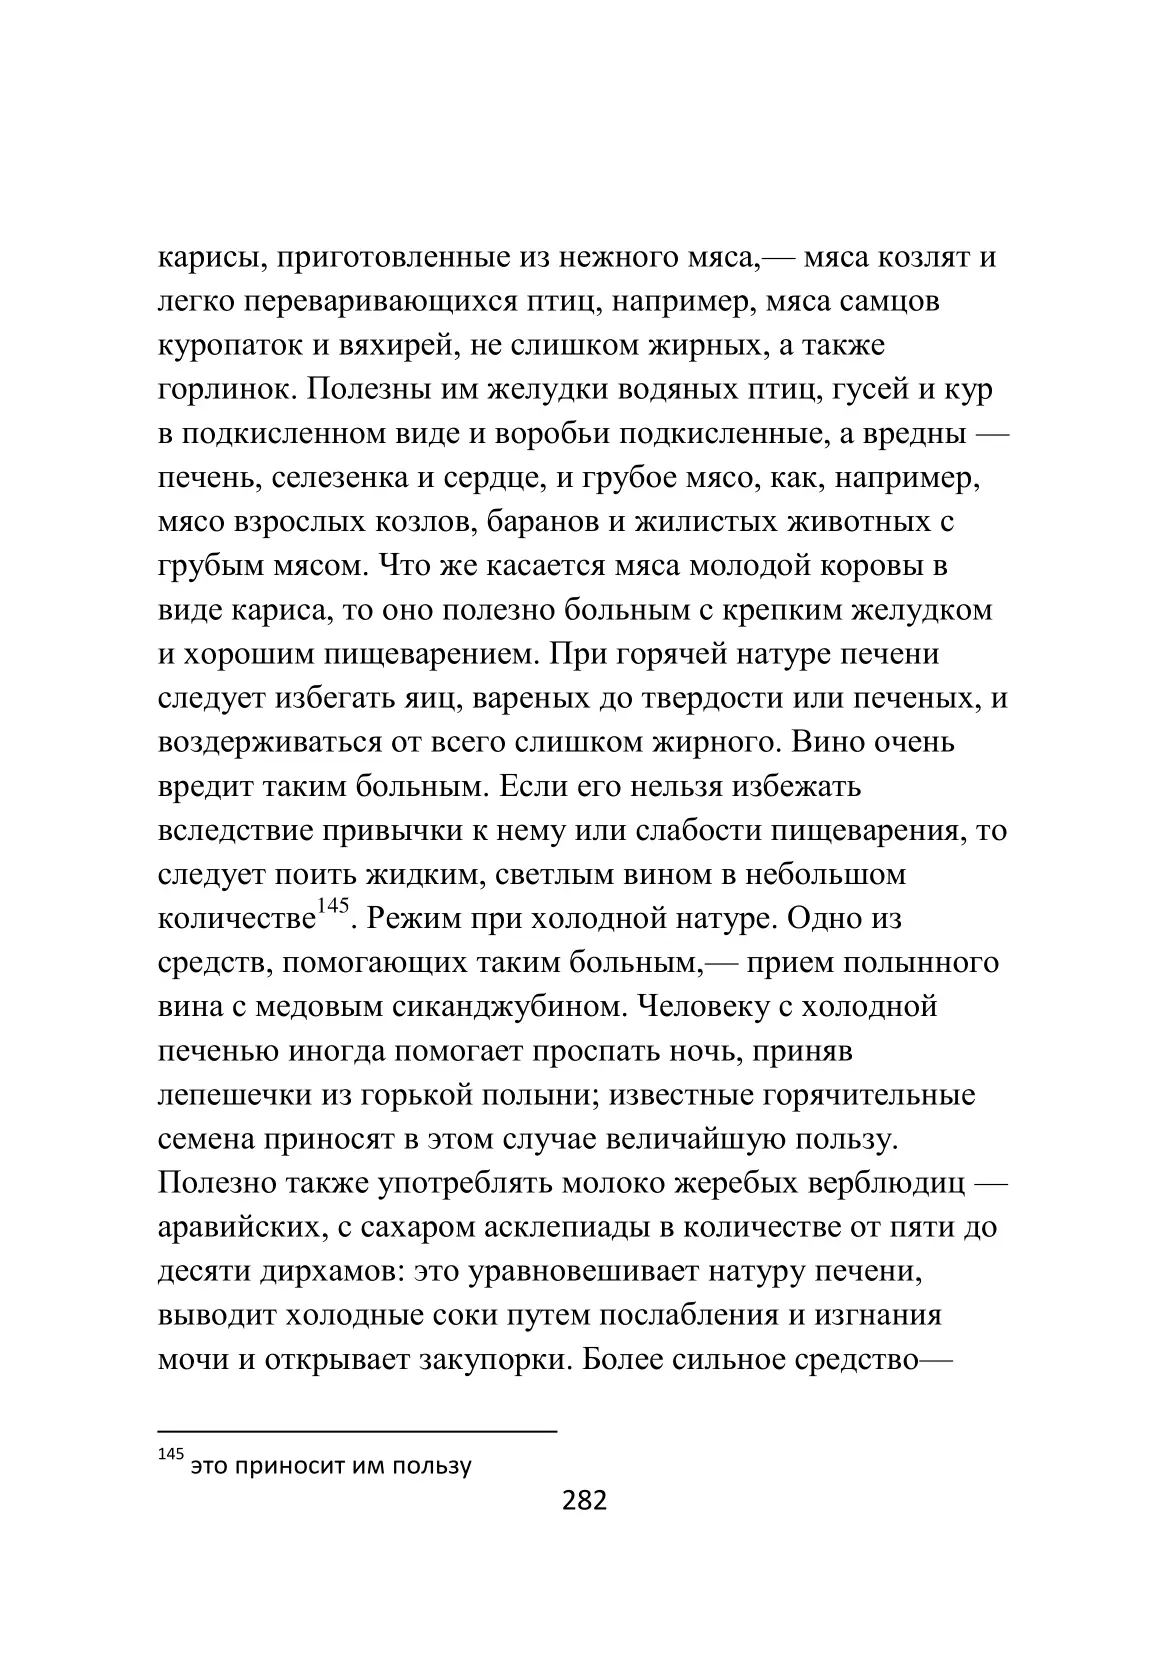 карисы, приготовленные из нежного мяса,— мяса козлят и
легко переваривающихся птиц, например, мяса самцов
куропаток и вяхирей, не слишком жирных, а также
горлинок. Полезны им желудки водяных птиц, гусей и кур
в подкисленном виде и воробьи подкисленные, а вредны —
печень, селезенка и сердце, и грубое мясо, как, например,
мясо взрослых козлов, баранов и жилистых животных с
грубым мясом. Что же касается мяса молодой коровы в
виде кариса, то оно полезно больным с крепким желудком
и хорошим пищеварением. При горячей натуре печени
следует избегать яиц, вареных до твердости или печеных, и
воздерживаться от всего слишком жирного. Вино очень
вредит таким больным. Если его нельзя избежать
вследствие привычки к нему или слабости пищеварения, то
следует поить жидким, светлым вином в небольшом
количестве145. Режим при холодной натуре. Одно из
средств, помогающих таким больным,— прием полынного
вина с медовым сиканджубином. Человеку с холодной
печенью иногда помогает проспать ночь, приняв
лепешечки из горькой полыни; известные горячительные
семена приносят в этом случае величайшую пользу.
Полезно также употреблять молоко жеребых верблюдиц —
аравийских, с сахаром асклепиады в количестве от пяти до
десяти дирхамов: это уравновешивает натуру печени,
выводит холодные соки путем послабления и изгнания
мочи и открывает закупорки. Более сильное средство—
145 это приносит им пользу
282